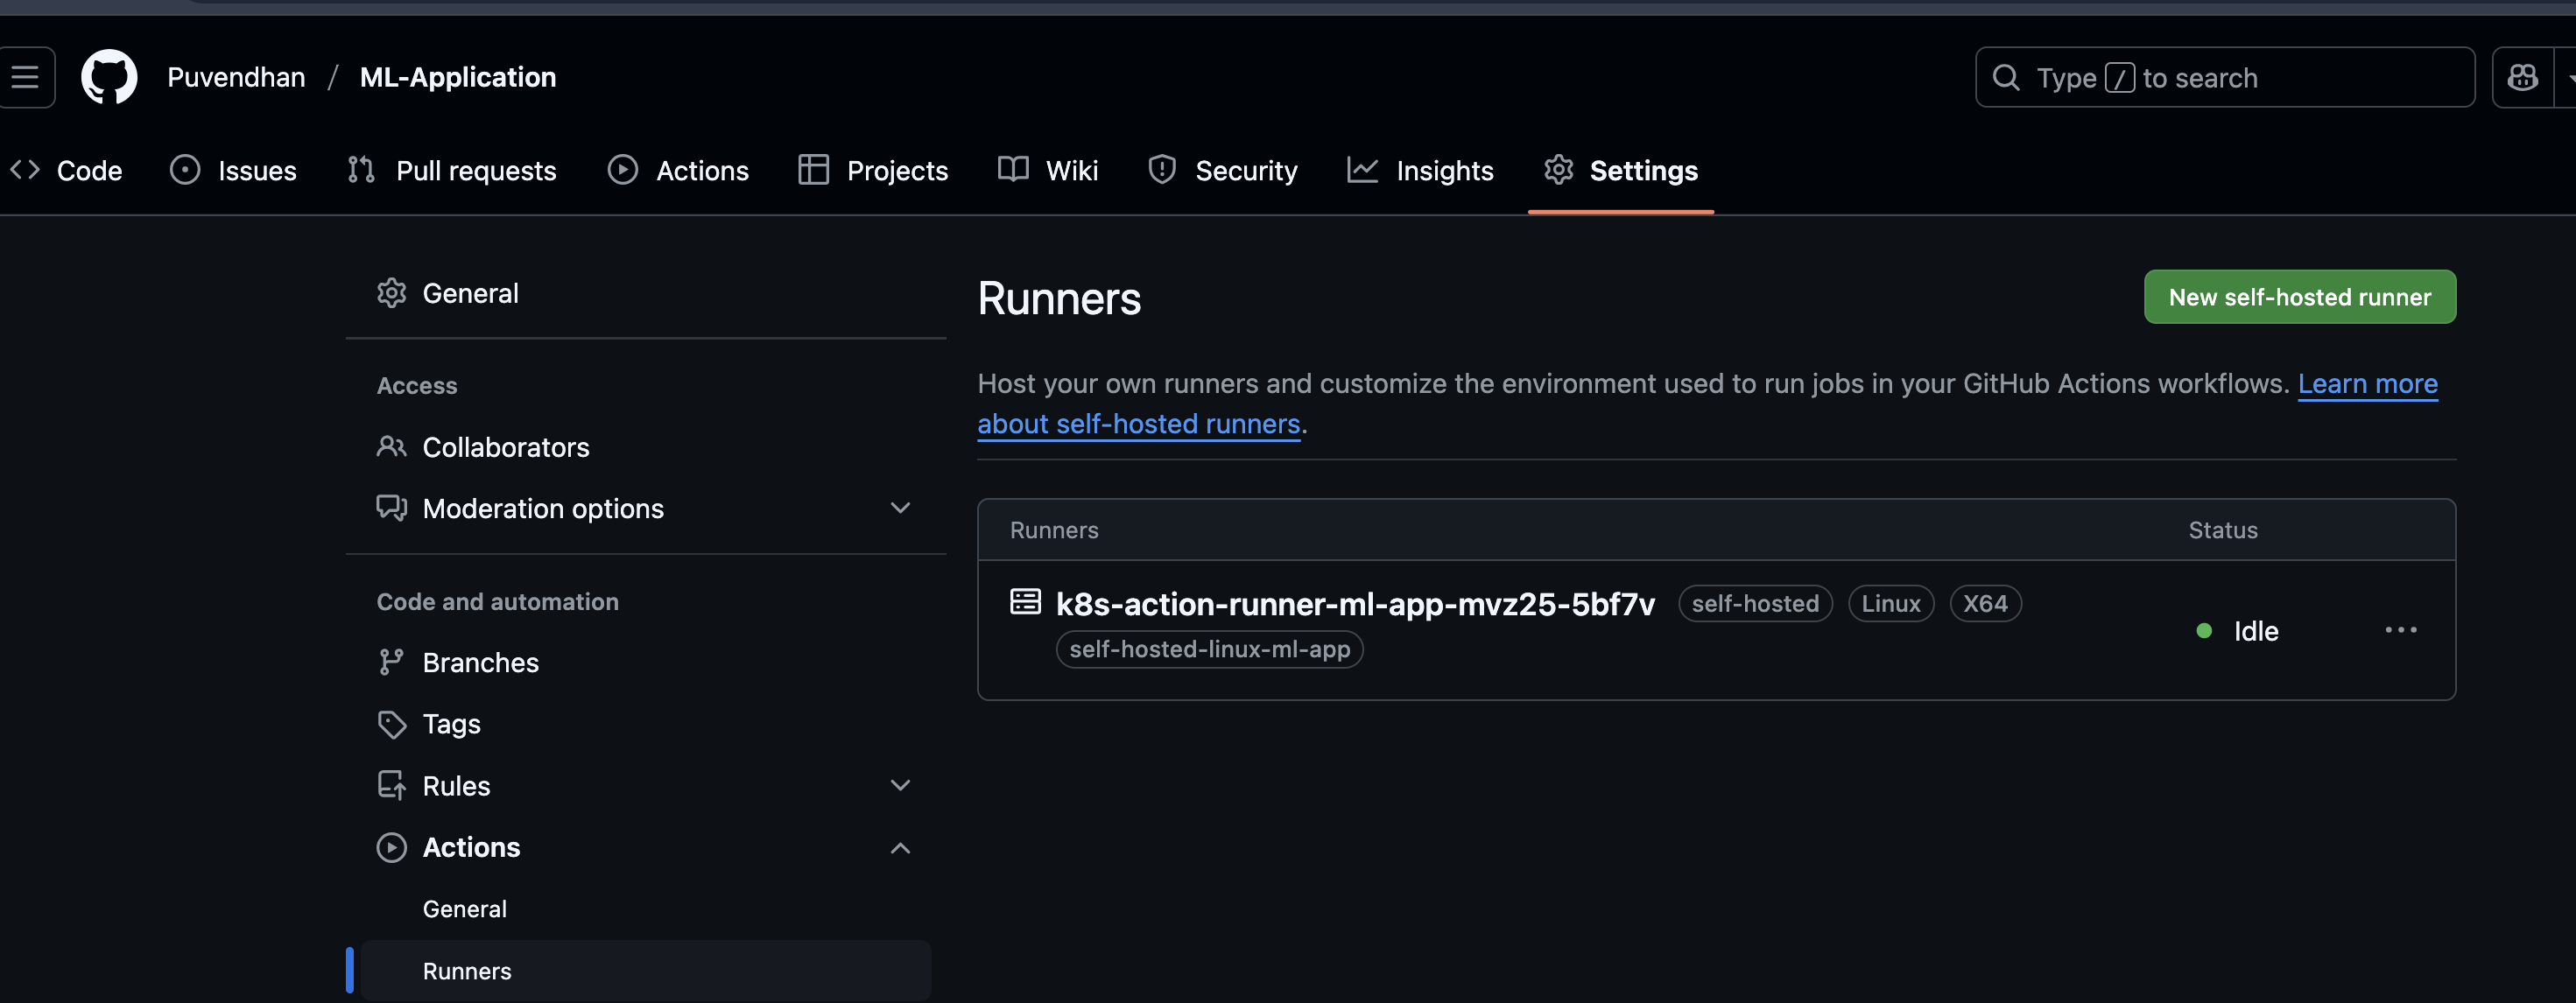 Puvendhan / ML-Application
Type / to search
Code Issues Pull requests Actions Projects Wiki Security Insights Settings
General
Access
Collaborators
Moderation options
Code and automation
Branches
Tags
Rules
Actions
General
Runners
Runners
New self-hosted runner
Host your own runners and customize the environment used to run jobs in your GitHub Actions workflows. Learn more
about self-hosted runners.
Runners Status
k8s-action-runner-ml-app-mvz25-5bf7v self-hosted Linux X64
self-hosted-linux-ml-app
Idle